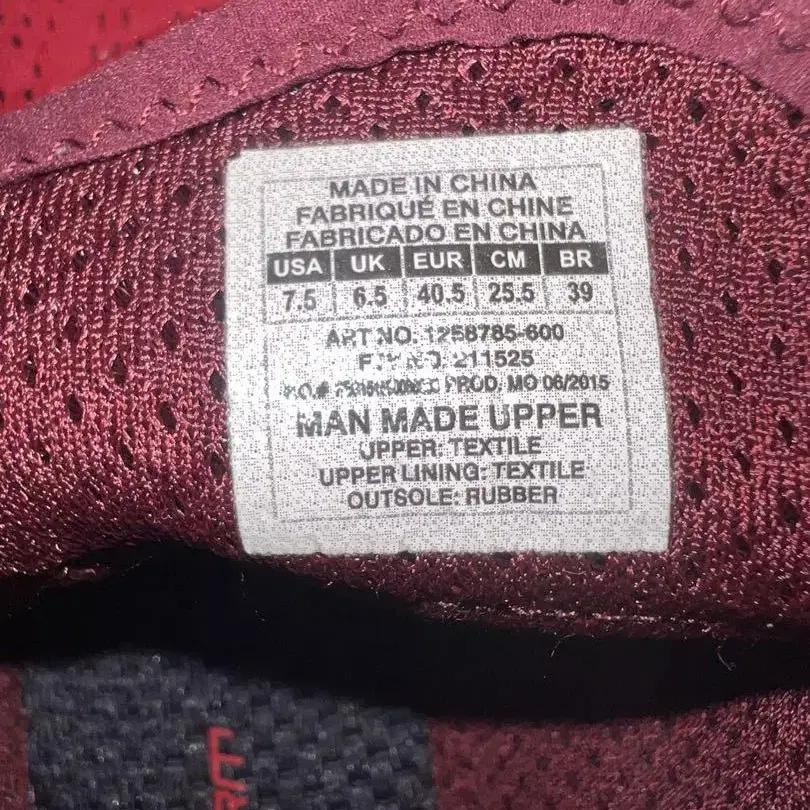 MADE IN CHINA
FABRIQUÉ EN CHINE
FABRICADO EN CHINA
USA UK EUR CM BR
7.5 6.5 40.5 25.5 39
ART NO. 1258785-600
NO. 211525
PROD. MO 06/2015
MAN MADE UPPER
UPPER: TEXTILE
UPPER LINING: TEXTILE
OUTSOLE: RUBBER